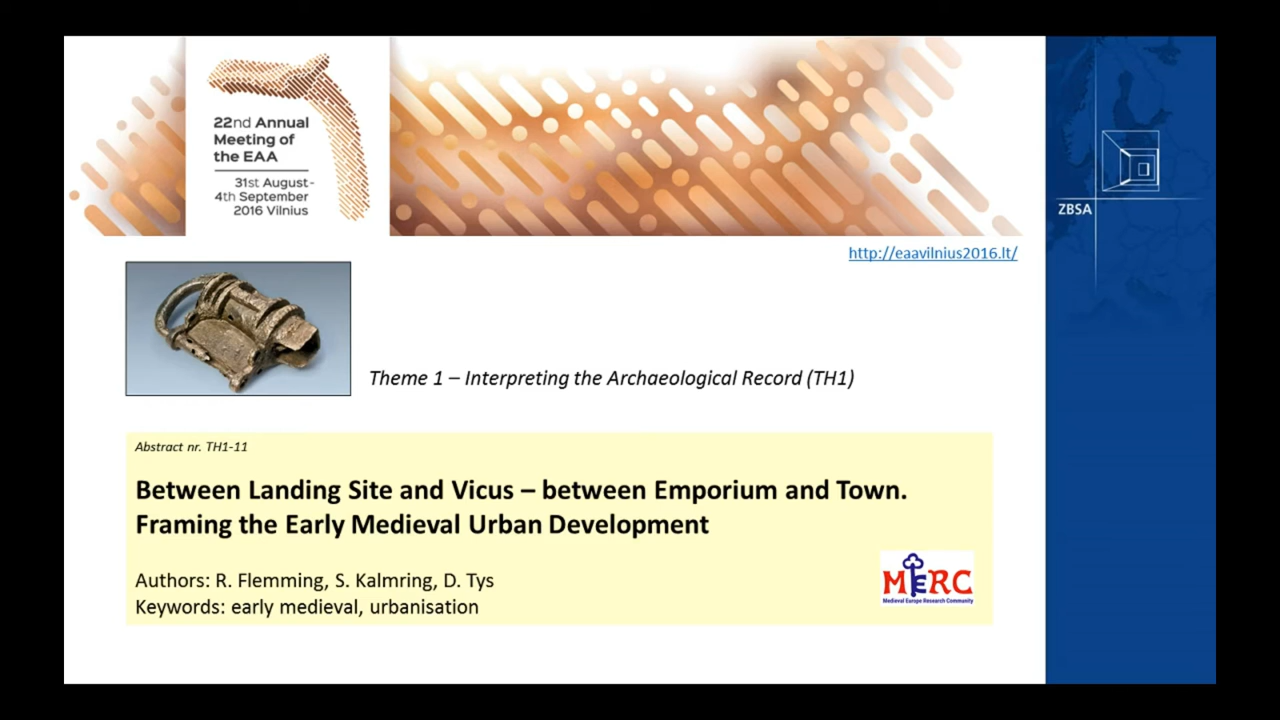 22nd Annual
Meeting of
the EAA
31st August-
4th September
2016 Vilnius
ZBSA
http://eaavilnius2016.lt/
Theme 1 – Interpreting the Archaeological Record (TH1)
Abstract nr. TH1-11
Between Landing Site and Vicus – between Emporium and Town.
Framing the Early Medieval Urban Development
Authors: R. Flemming, S. Kalmring, D. Tys
Keywords: early medieval, urbanisation
MERC
Medieval Europe Research Community